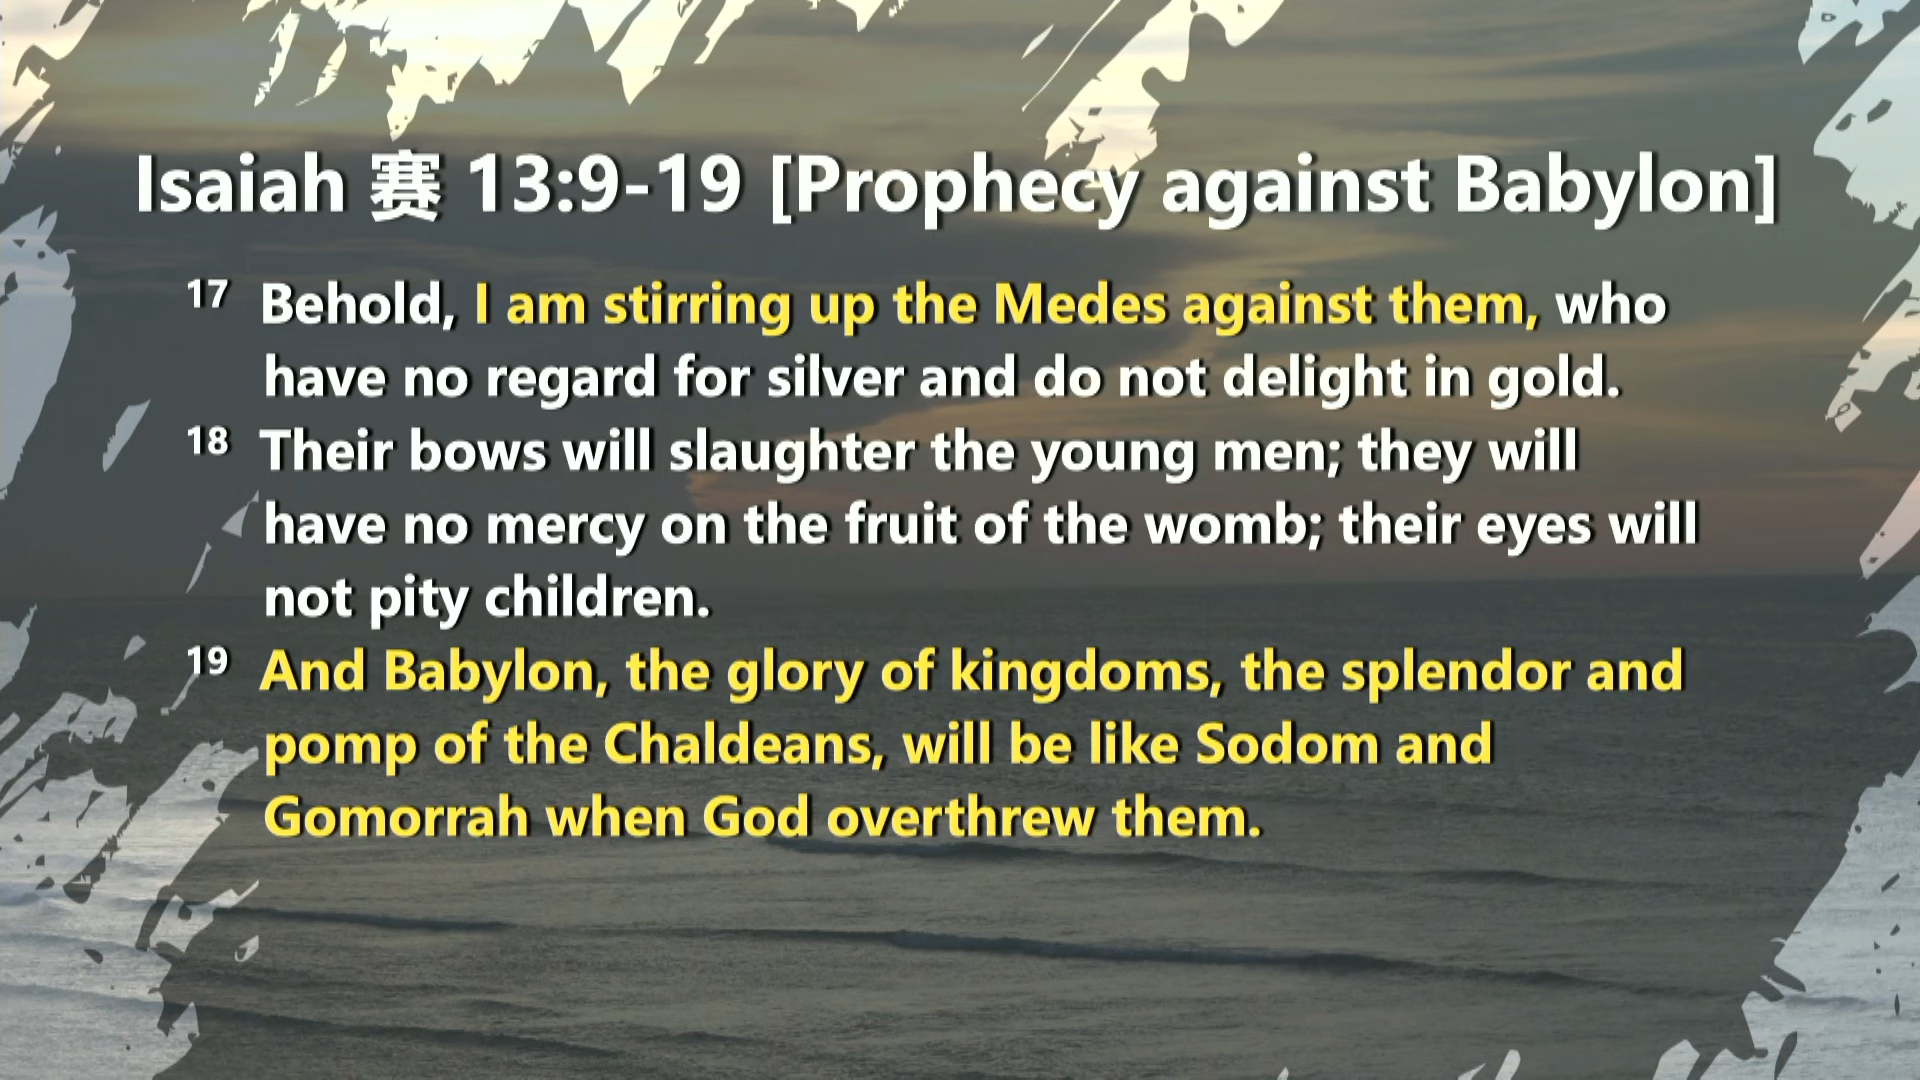 Isaiah 赛 13:9-19 [Prophecy against Babylon]
17 Behold, I am stirring up the Medes against them, who
have no regard for silver and do not delight in gold.
18 Their bows will slaughter the young men; they will
have no mercy on the fruit of the womb; their eyes will
not pity children.
19 And Babylon, the glory of kingdoms, the splendor and
pomp of the Chaldeans, will be like Sodom and
Gomorrah when God overthrew them.